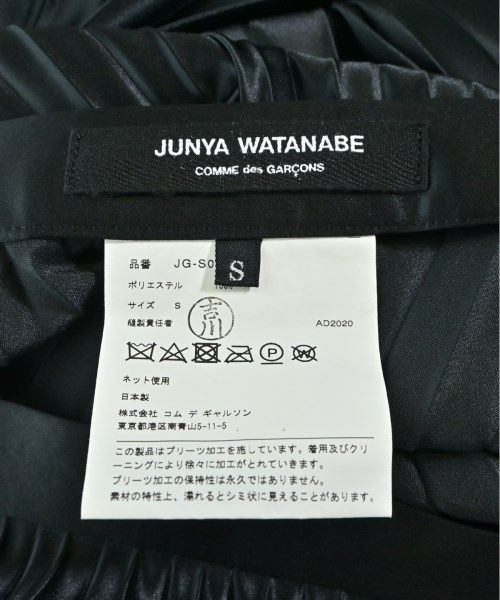 JUNYA WATANABE
COMME des GARÇONS
S
品番 JG-S0
ポリエステル 100%
サイズ S
縫製責任者 吉川 AD2020
ネット使用
日本製
株式会社 コム デ ギャルソン
東京都港区南青山5-11-5
この製品はプリーツ加工を施しています。着用及びクリ
ーニングにより徐々に加工がとれていきます。
プリーツ加工の保持性は永久ではありません。
素材の特性上、濡れるとシミ状に見えることがあります。